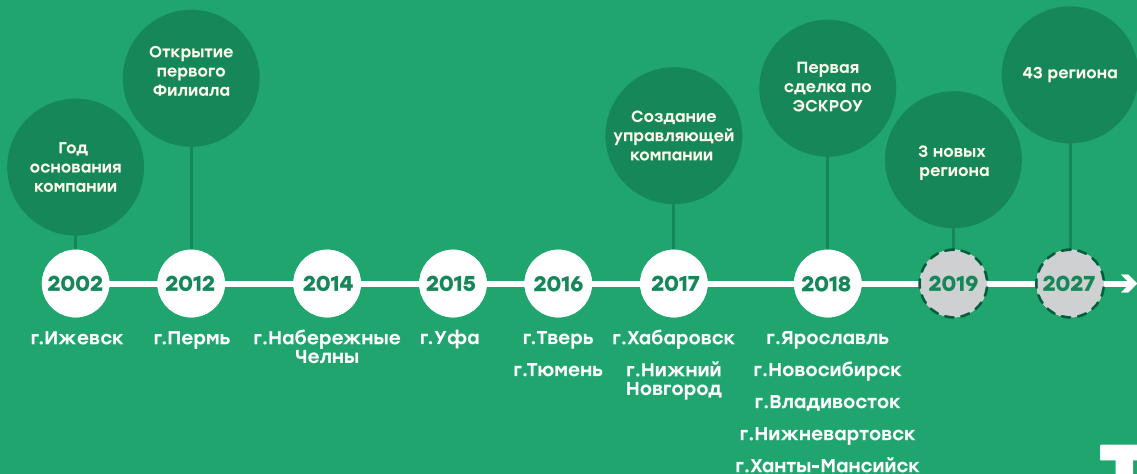 Год
основания
компании
Открытие
первого
Филиала
Создание
управляющей
компании
Первая
сделка по
ЭСКРОУ
3 новых
региона
43 региона
2002
2012
2014
2015
2016
2017
2018
2019
2027
г.Ижевск
г.Пермь
г.Набережные
Челны
г.Уфа
г.Тверь
г.Тюмень
г.Хабаровск
г.Нижний
Новгород
г.Ярославль
г.Новосибирск
г.Владивосток
г.Нижневартовск
г.Ханты-Мансийск